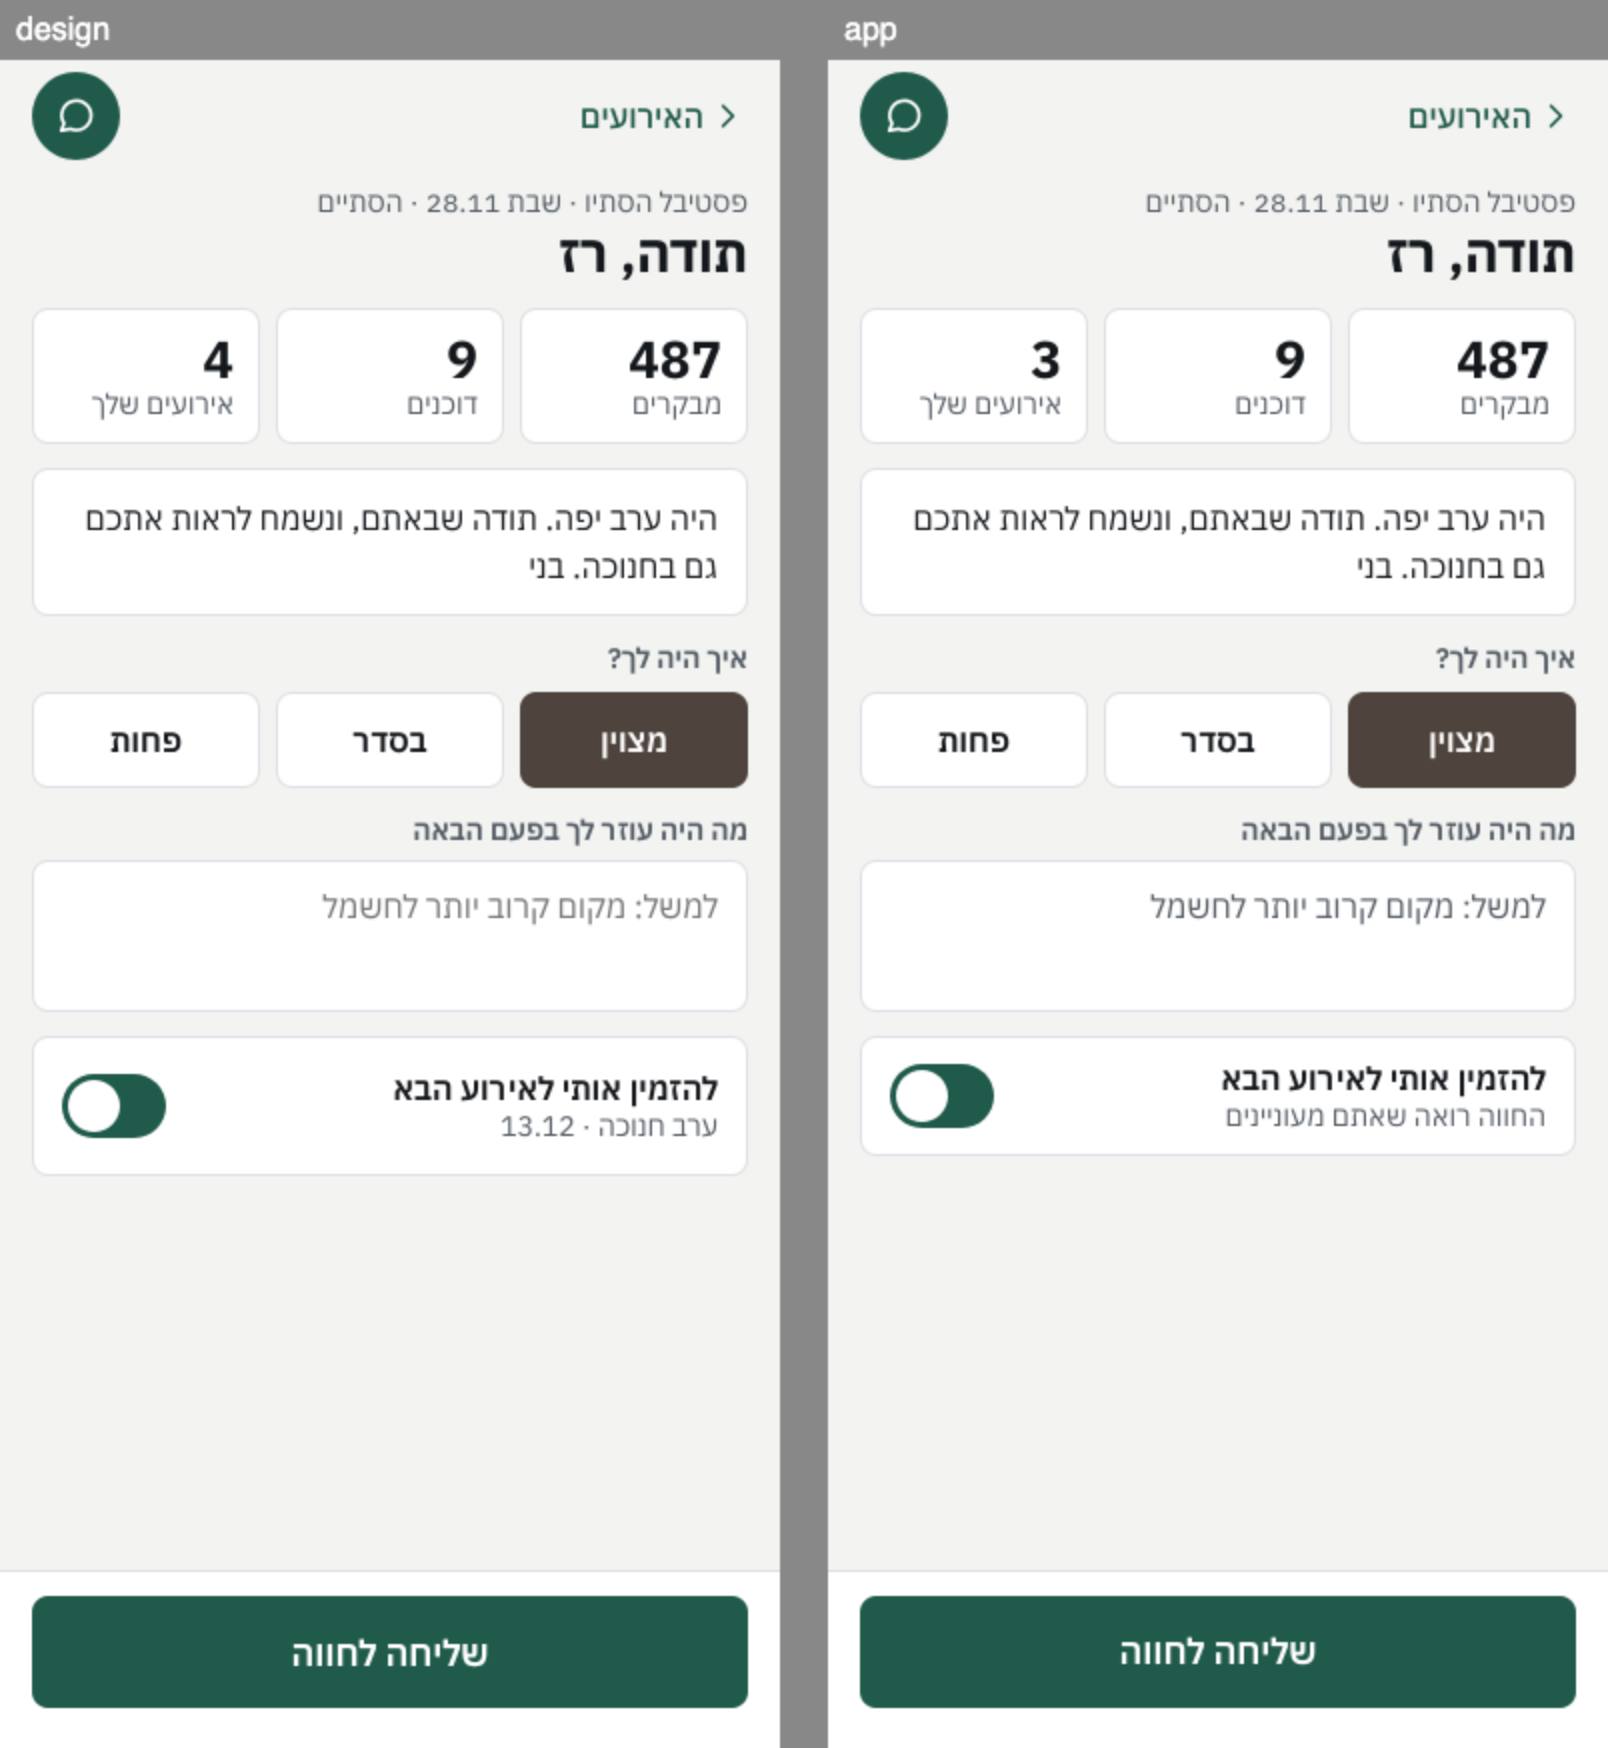 design
האירועים
פסטיבל הסתיו · שבת 28.11 · הסתיים
תודה, רז
487
מבקרים
9
דוכנים
4
אירועים שלך
היה ערב יפה. תודה שבאתם, ונשמח לראות אתכם
גם בחנוכה. בני
איך היה לך?
מצוין
בסדר
פחות
מה היה עוזר לך בפעם הבאה
למשל: מקום קרוב יותר לחשמל
להזמין אותי לאירוע הבא
ערב חנוכה · 13.12
שליחה לחווה
app
האירועים
פסטיבל הסתיו · שבת 28.11 · הסתיים
תודה, רז
487
מבקרים
9
דוכנים
3
אירועים שלך
היה ערב יפה. תודה שבאתם, ונשמח לראות אתכם
גם בחנוכה. בני
איך היה לך?
מצוין
בסדר
פחות
מה היה עוזר לך בפעם הבאה
למשל: מקום קרוב יותר לחשמל
להזמין אותי לאירוע הבא
החווה רואה שאתם מעוניינים
שליחה לחווה